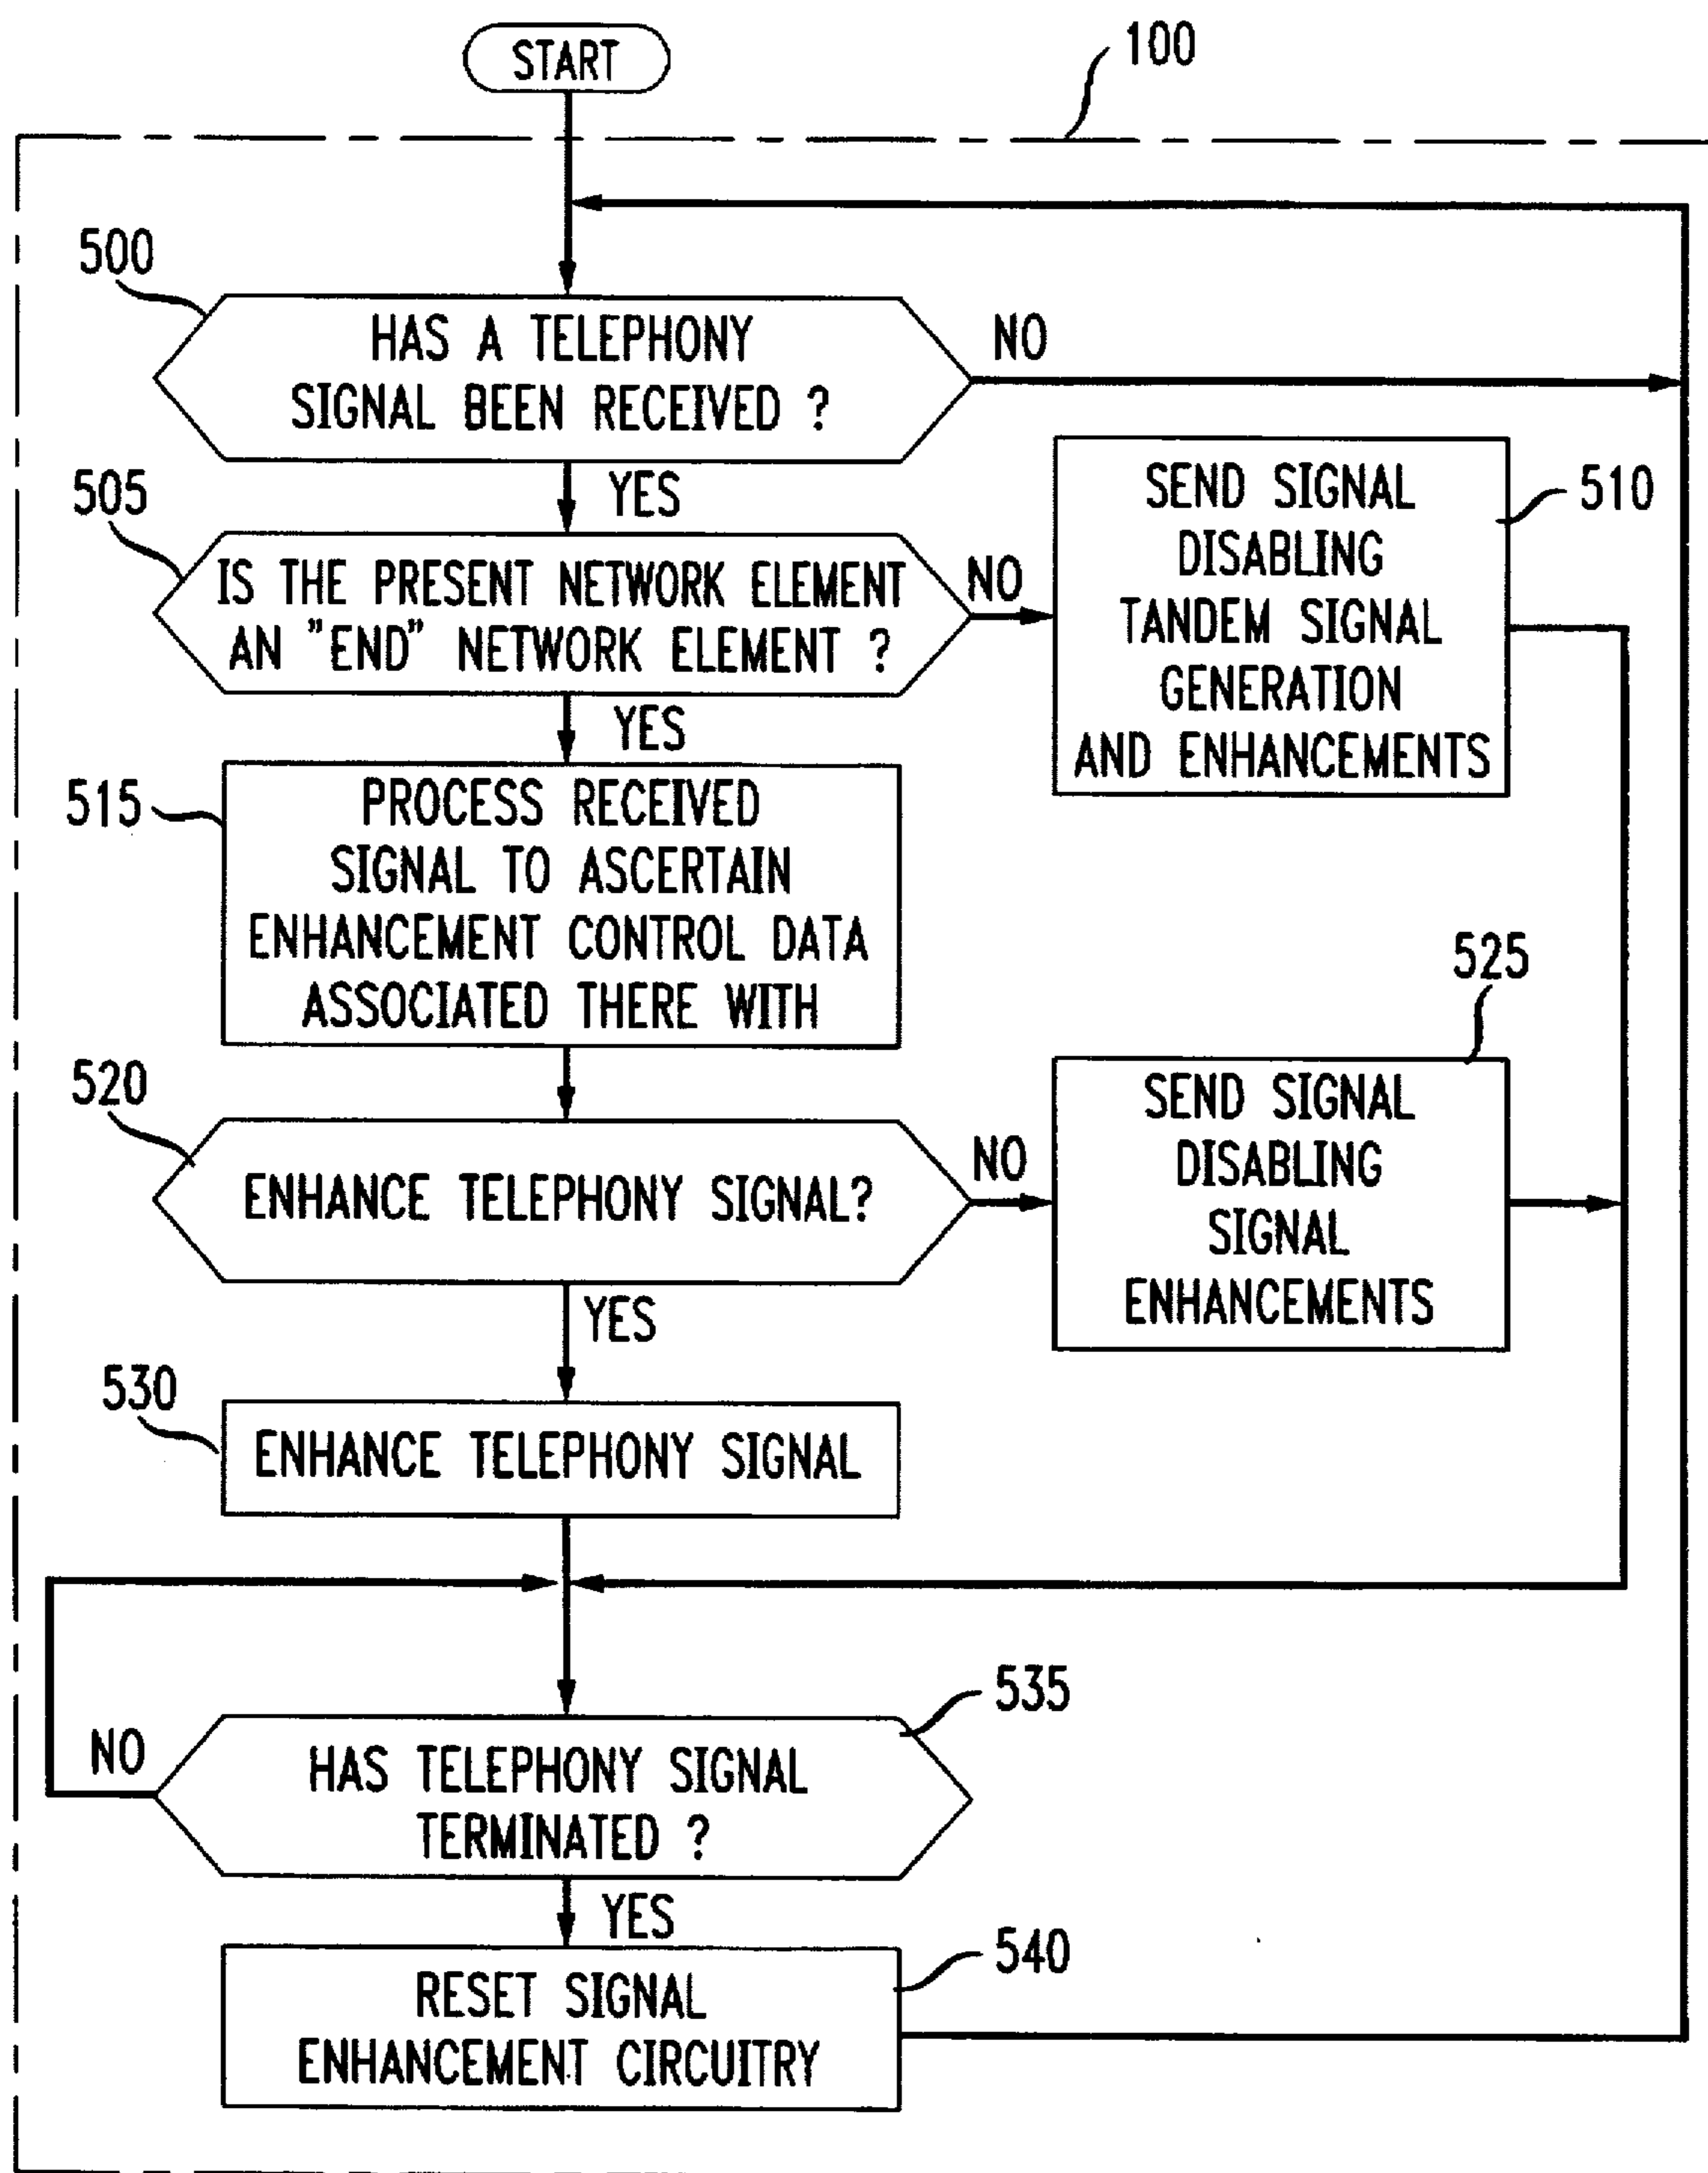 START
100
500
HAS A TELEPHONY
SIGNAL BEEN RECEIVED ?
NO
YES
505
IS THE PRESENT NETWORK ELEMENT
AN "END" NETWORK ELEMENT ?
NO
SEND SIGNAL
DISABLING
TANDEM SIGNAL
GENERATION
AND ENHANCEMENTS
510
YES
515
PROCESS RECEIVED
SIGNAL TO ASCERTAIN
ENHANCEMENT CONTROL DATA
ASSOCIATED THERE WITH
520
ENHANCE TELEPHONY SIGNAL?
NO
525
SEND SIGNAL
DISABLING
SIGNAL
ENHANCEMENTS
YES
530
ENHANCE TELEPHONY SIGNAL
535
HAS TELEPHONY SIGNAL
TERMINATED ?
NO
YES
540
RESET SIGNAL
ENHANCEMENT CIRCUITRY